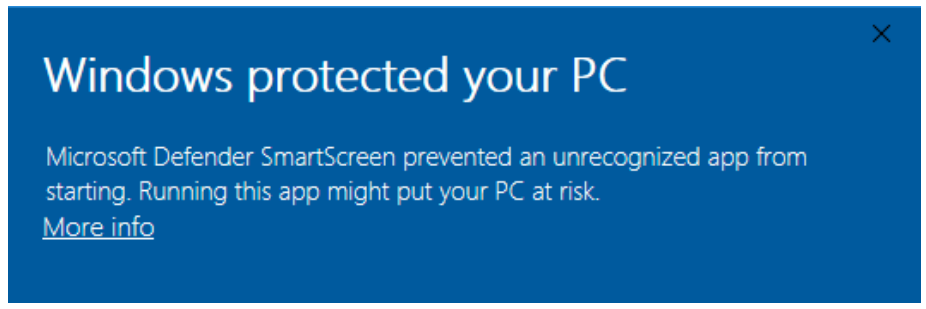 Windows protected your PC
Microsoft Defender SmartScreen prevented an unrecognized app from
starting. Running this app might put your PC at risk.
More info